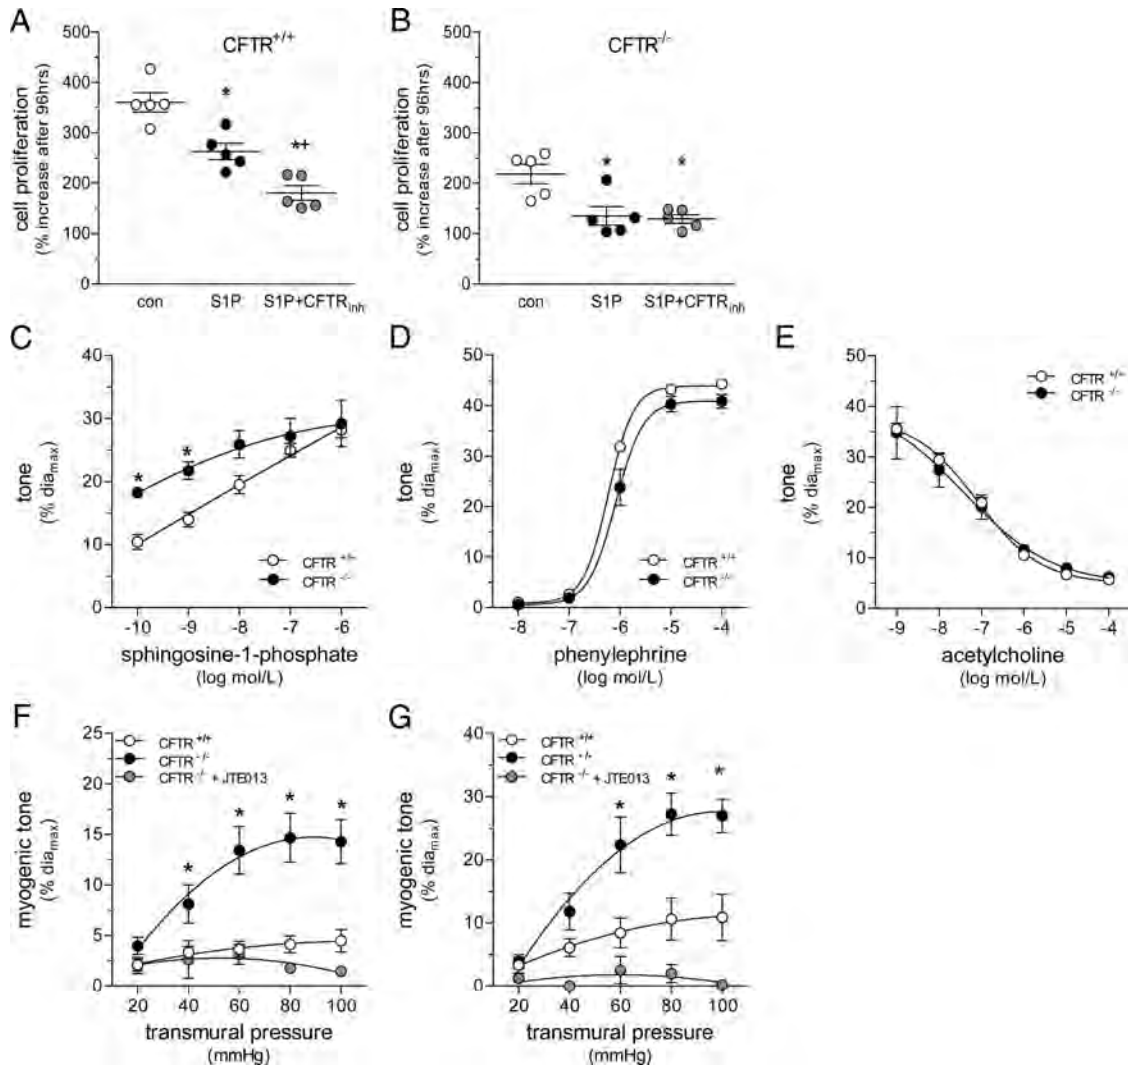 A
CFTR+/+
cell proliferation
(% increase after 96hrs)
500
400
300
200
100
0
*
*+
con
S1P
S1P+CFTRinh
B
CFTR-/-
cell proliferation
(% increase after 96hrs)
500
400
300
200
100
0
*
*
con
S1P
S1P+CFTRinh
C
tone
(% diamax)
40
30
20
10
0
*
*
CFTR+/+
CFTR-/-
-10
-9
-8
-7
-6
sphingosine-1-phosphate
(log mol/L)
D
tone
(% diamax)
50
40
30
20
10
0
CFTR+/+
CFTR-/-
-8
-7
-6
-5
-4
phenylephrine
(log mol/L)
E
tone
(% diamax)
50
40
30
20
10
0
CFTR+/+
CFTR-/-
-9
-8
-7
-6
-5
-4
acetylcholine
(log mol/L)
F
myogenic tone
(% diamax)
25
20
15
10
5
0
CFTR+/+
CFTR-/-
CFTR-/- + JTE013
*
*
*
*
20
40
60
80
100
transmural pressure
(mmHg)
G
myogenic tone
(% diamax)
40
30
20
10
0
CFTR+/+
CFTR-/-
CFTR-/- + JTE013
*
*
*
20
40
60
80
100
transmural pressure
(mmHg)